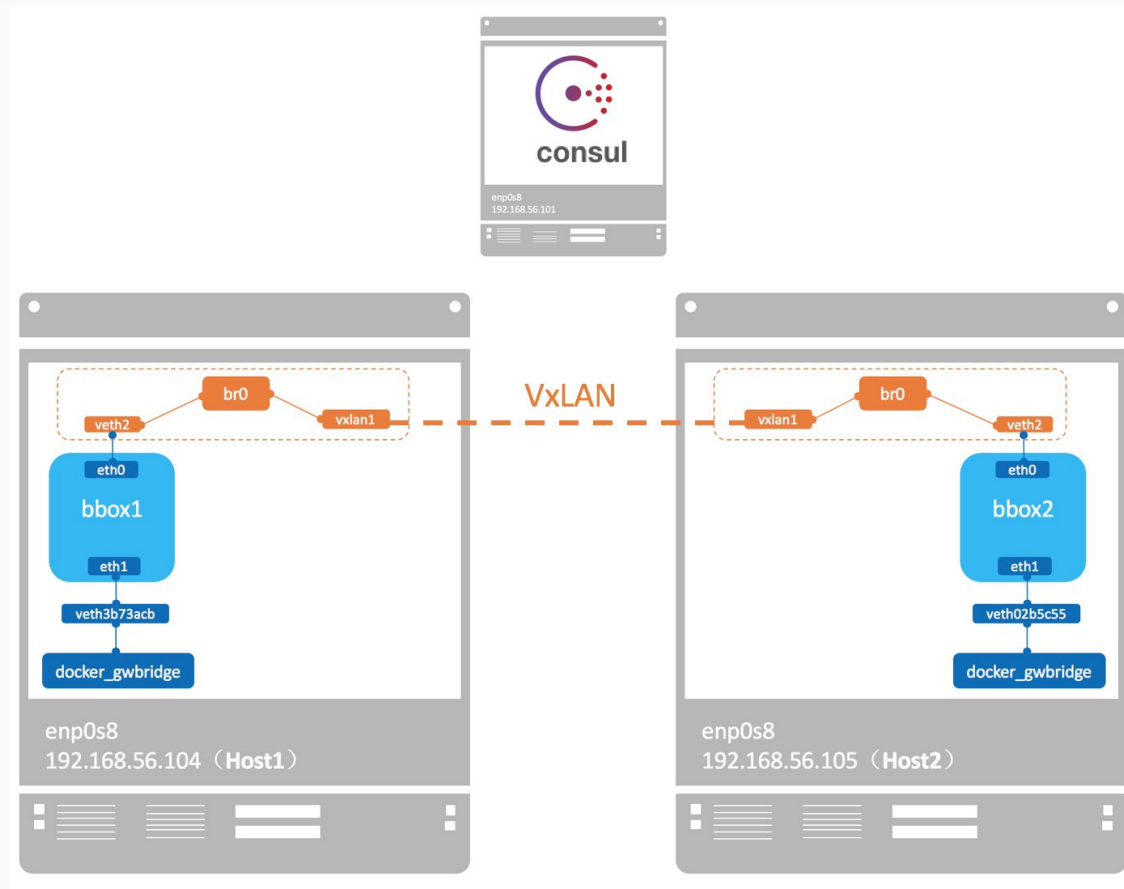 consul
enp0s8
192.168.56.101
VxLAN
br0
veth2
vxlan1
eth0
bbox1
eth1
veth3b73acb
docker_gwbridge
enp0s8
192.168.56.104（Host1）
br0
vxlan1
veth2
eth0
bbox2
eth1
veth02b5c55
docker_gwbridge
enp0s8
192.168.56.105（Host2）